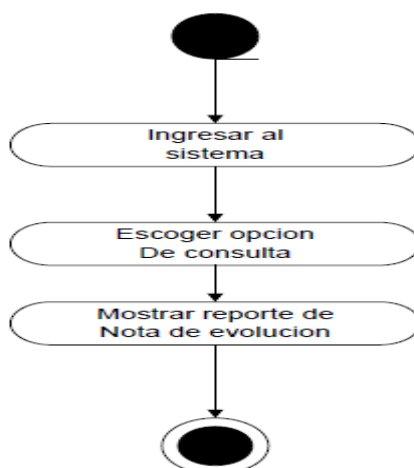 Ingresar al
sistema
Escoger opcion
De consulta
Mostrar reporte de
Nota de evolucion